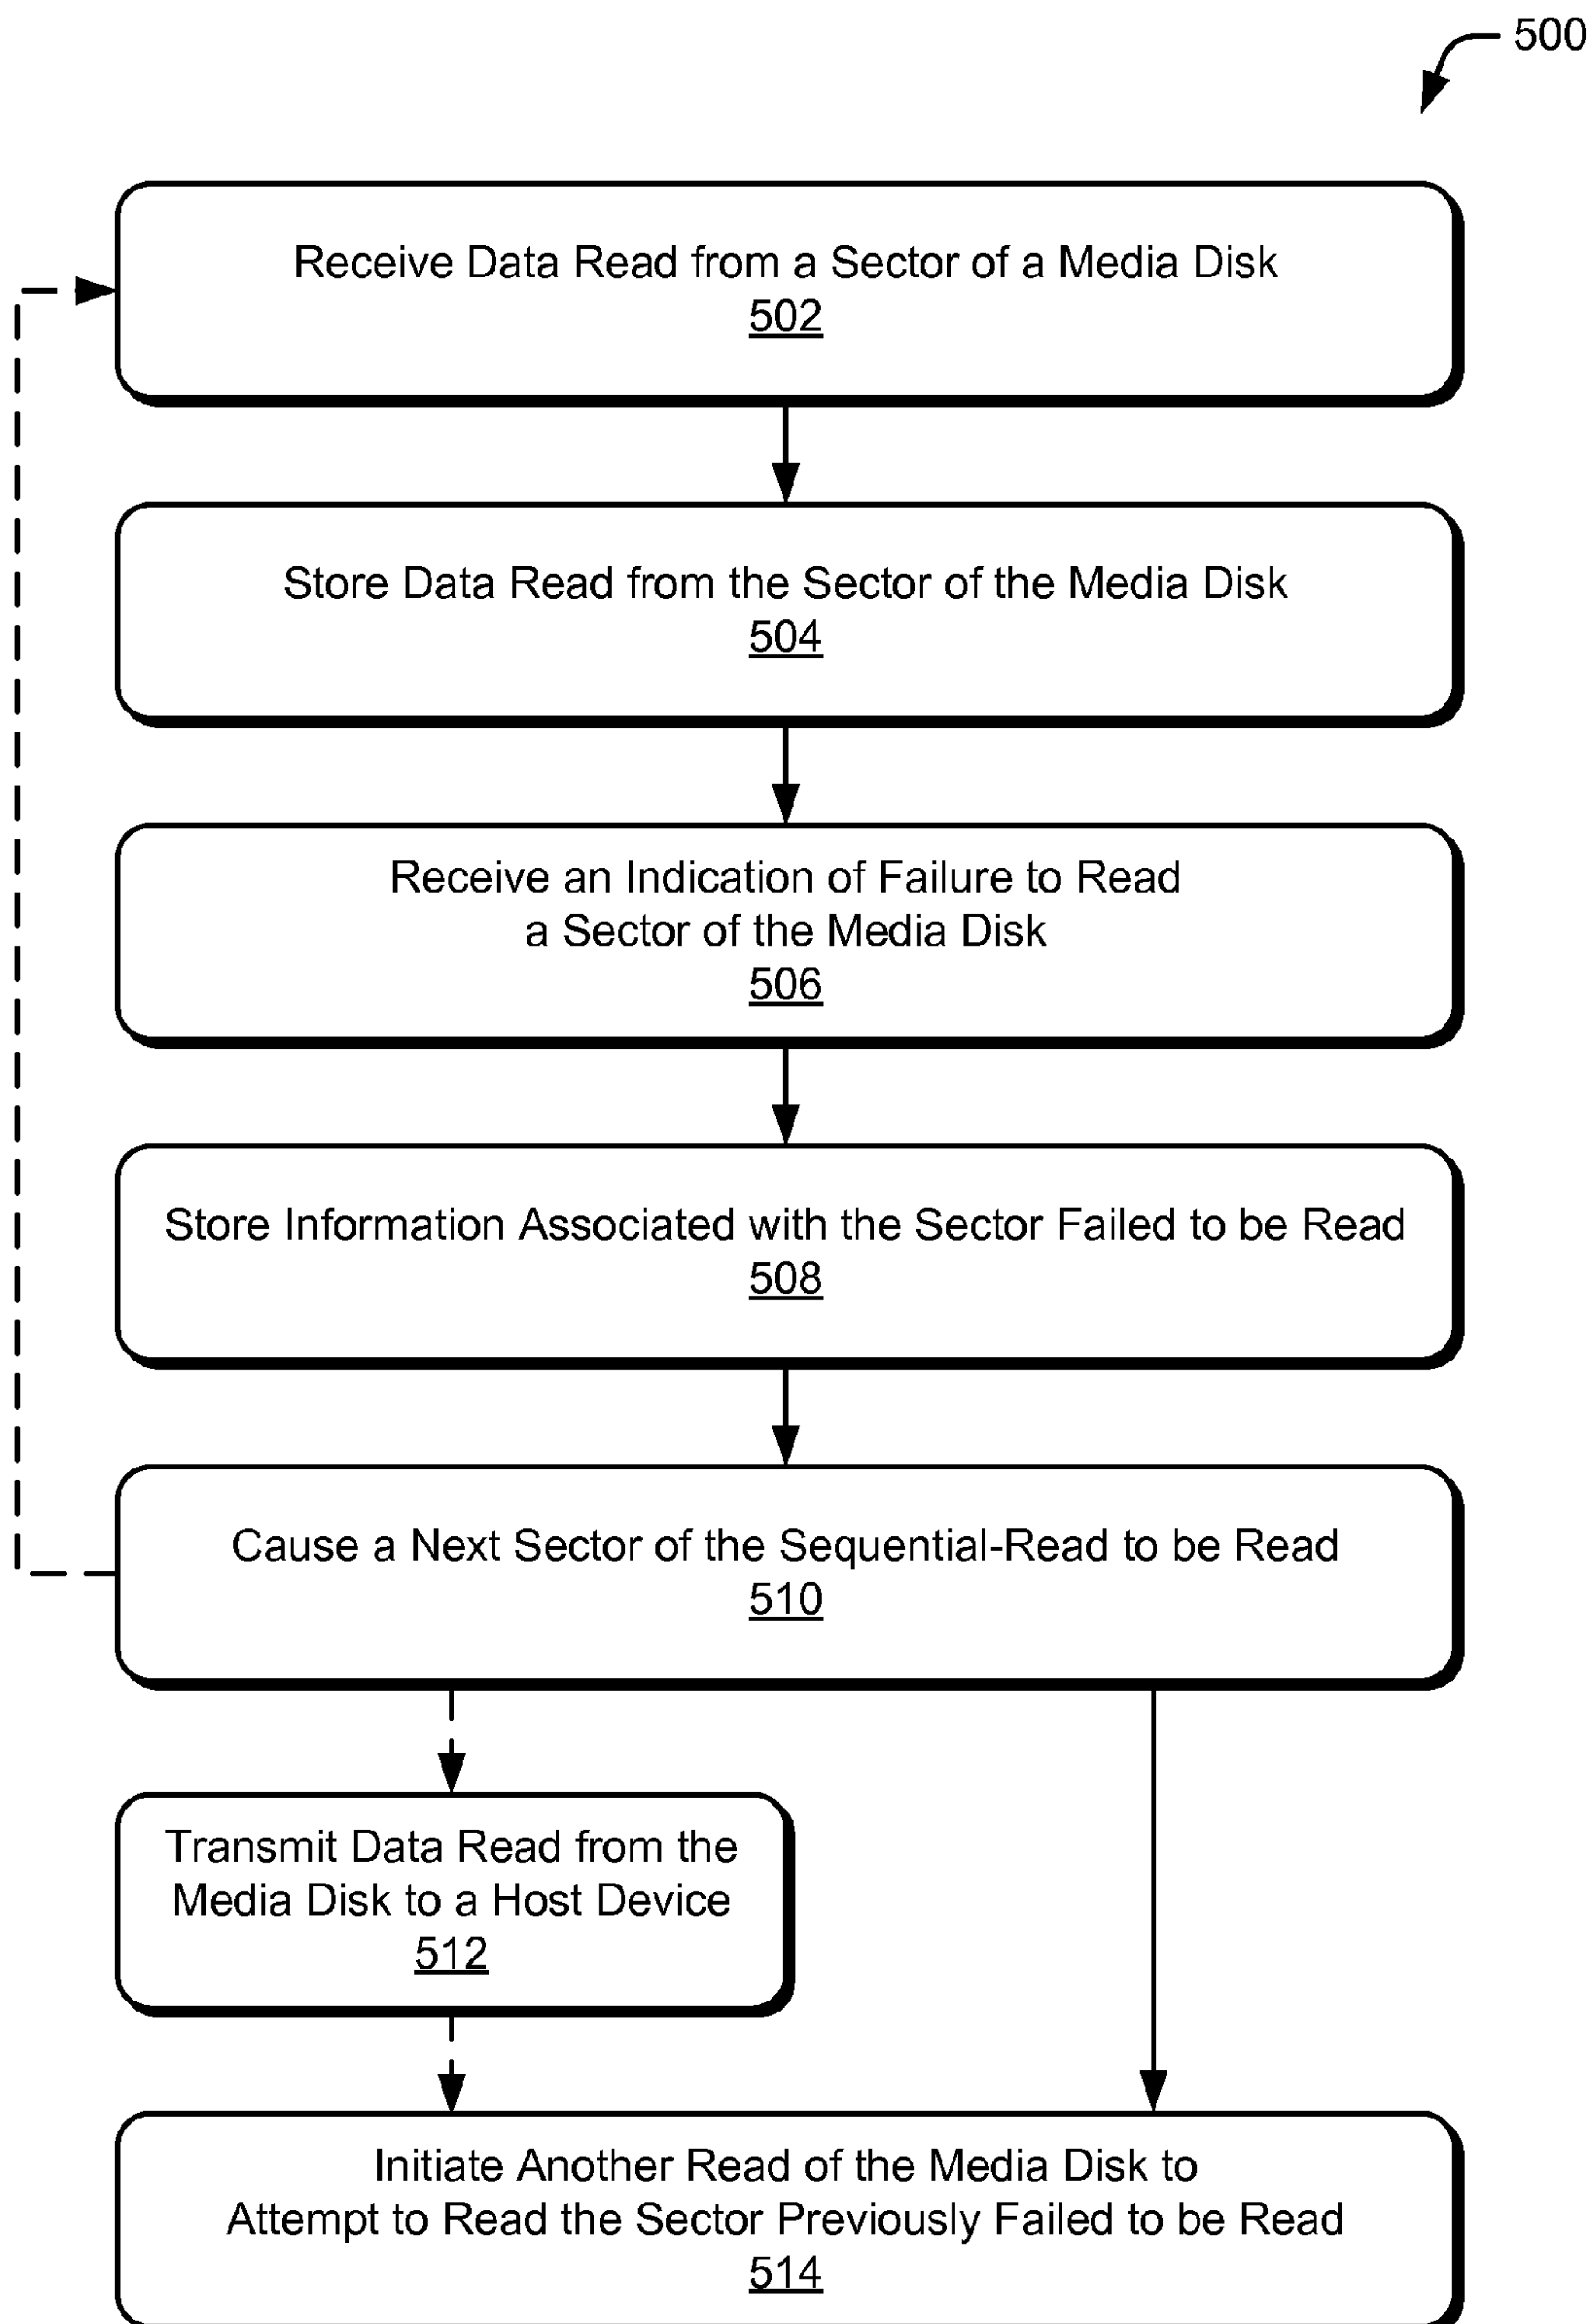 500
Receive Data Read from a Sector of a Media Disk
502
Store Data Read from the Sector of the Media Disk
504
Receive an Indication of Failure to Read
a Sector of the Media Disk
506
Store Information Associated with the Sector Failed to be Read
508
Cause a Next Sector of the Sequential-Read to be Read
510
Transmit Data Read from the
Media Disk to a Host Device
512
Initiate Another Read of the Media Disk to
Attempt to Read the Sector Previously Failed to be Read
514